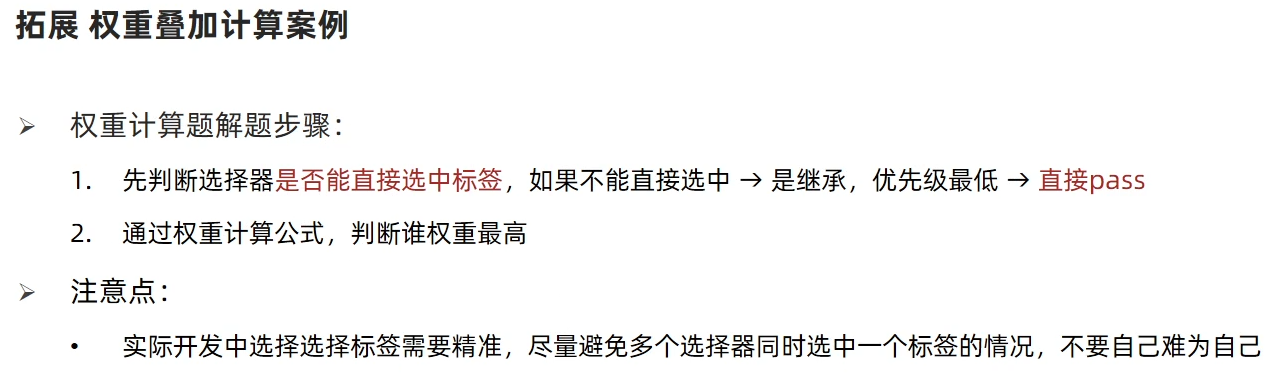 拓展 权重叠加计算案例
➢ 权重计算题解题步骤：
1. 先判断选择器是否能直接选中标签，如果不能直接选中 → 是继承，优先级最低 → 直接pass
2. 通过权重计算公式，判断谁权重最高
➢ 注意点：
• 实际开发中选择选择标签需要精准，尽量避免多个选择器同时选中一个标签的情况，不要自己难为自己